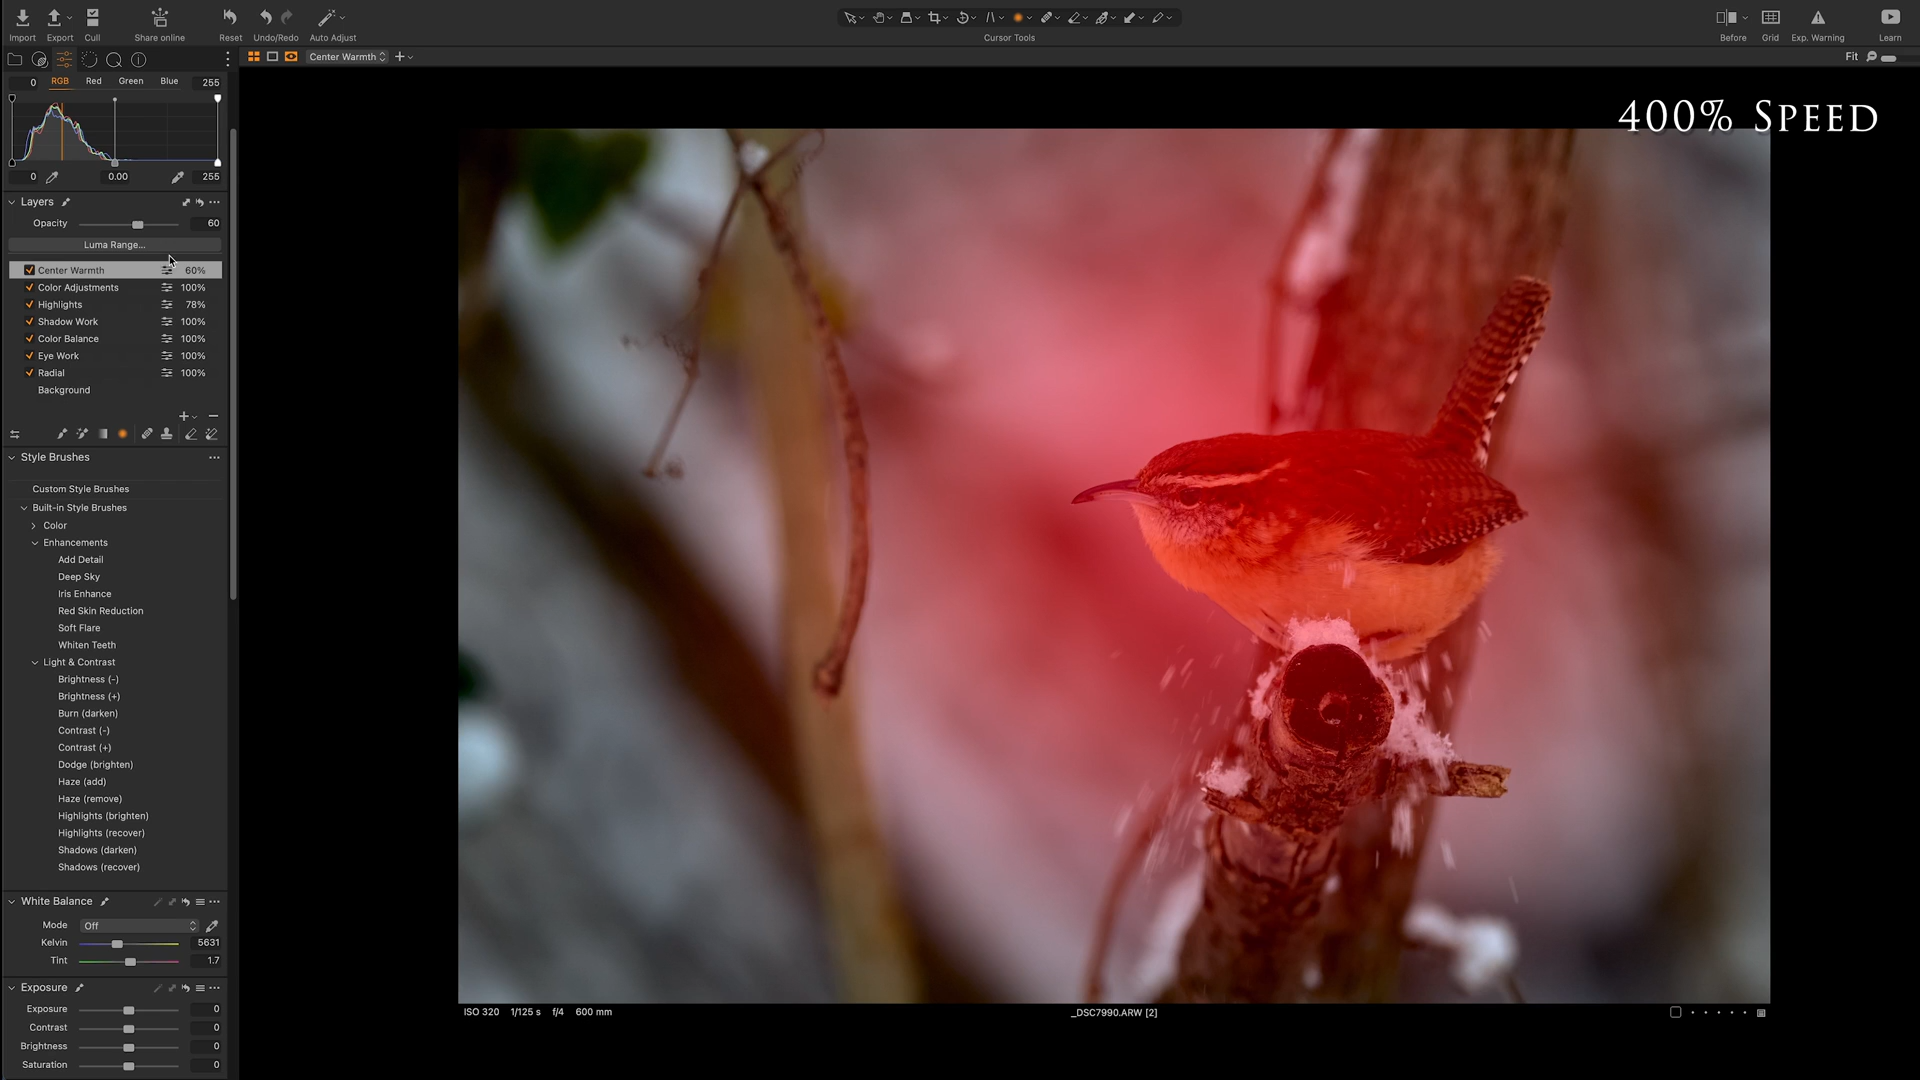 Import
Export
Cull
Share online
Reset
Undo/Redo
Auto Adjust
Cursor Tools
Before
Grid
Exp. Warning
Learn
Center Warmth
Fit
0
RGB
Red
Green
Blue
255
0
0.00
255
400% SPEED
Layers
Opacity
60
Luma Range...
Center Warmth 60%
Color Adjustments 100%
Highlights 78%
Shadow Work 100%
Color Balance 100%
Eye Work 100%
Radial 100%
Background
Style Brushes
Custom Style Brushes
Built-in Style Brushes
Color
Enhancements
Add Detail
Deep Sky
Iris Enhance
Red Skin Reduction
Soft Flare
Whiten Teeth
Light & Contrast
Brightness (-)
Brightness (+)
Burn (darken)
Contrast (-)
Contrast (+)
Dodge (brighten)
Haze (add)
Haze (remove)
Highlights (brighten)
Highlights (recover)
Shadows (darken)
Shadows (recover)
White Balance
Mode Off
Kelvin 5631
Tint 1.7
Exposure
Exposure 0
Contrast 0
Brightness 0
Saturation 0
ISO 320 1/125 s f/4 600 mm
_DSC7990.ARW [2]